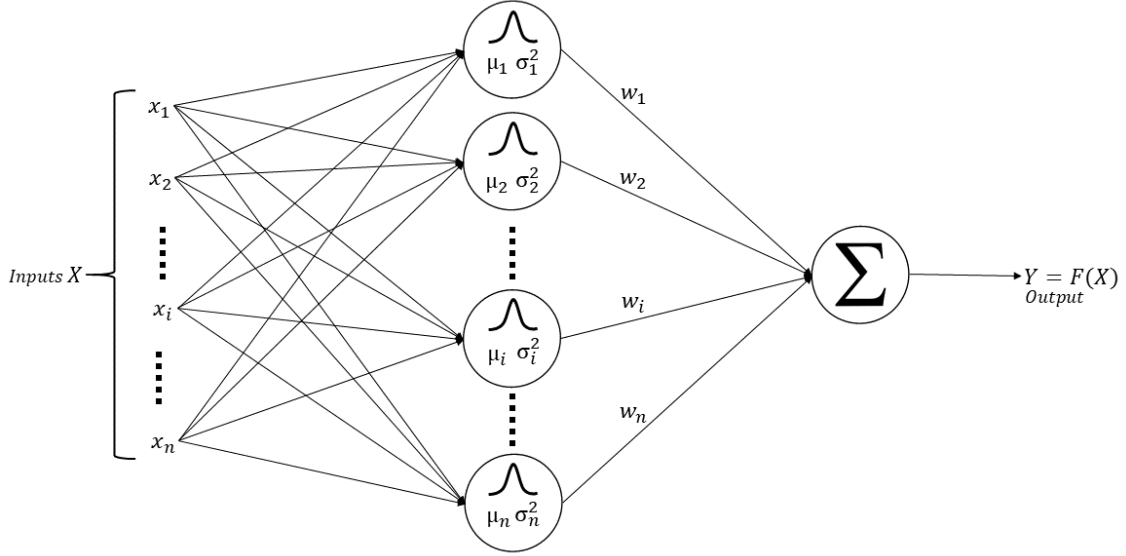 μ₁ σ₁²
w₁
x₁
μ₂ σ₂²
x₂
w₂
Inputs X
Σ
Y = F(X)
Output
xᵢ
wᵢ
μᵢ σᵢ²
wₙ
xₙ
μₙ σₙ²